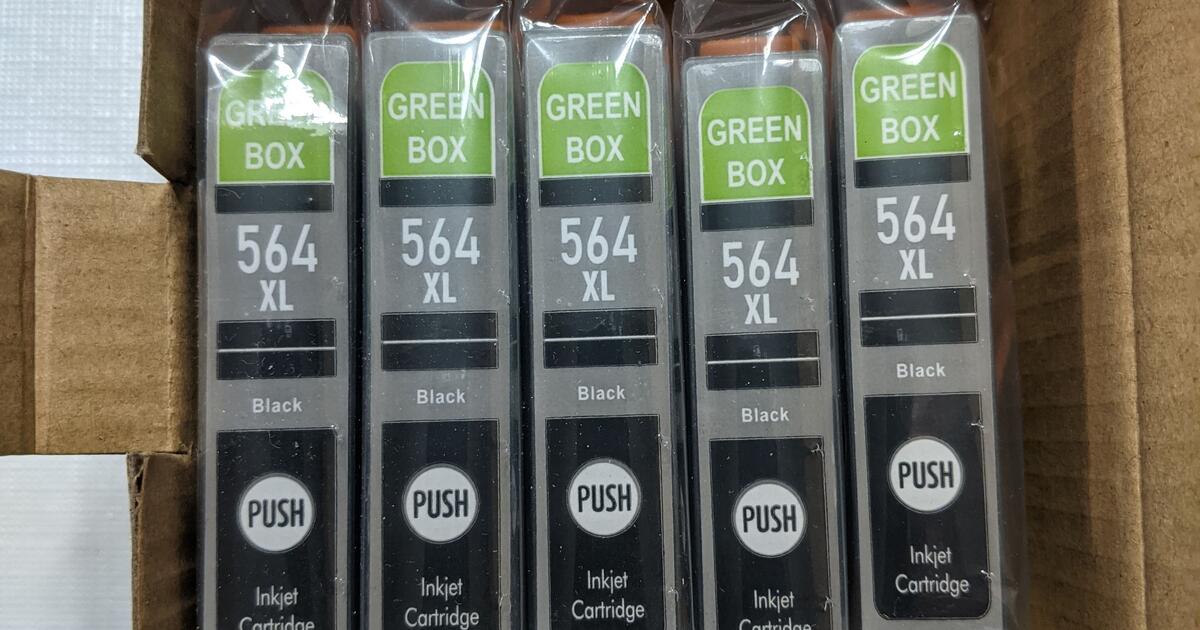 GREEN
BOX
564
XL
Black
PUSH
Inkjet
Cartridge
GREEN
BOX
564
XL
Black
PUSH
Inkjet
Cartridge
GREEN
BOX
564
XL
Black
PUSH
Inkjet
Cartridge
GREEN
BOX
564
XL
Black
PUSH
Inkjet
Cartridge
GREEN
BOX
564
XL
Black
PUSH
Inkjet
Cartridge